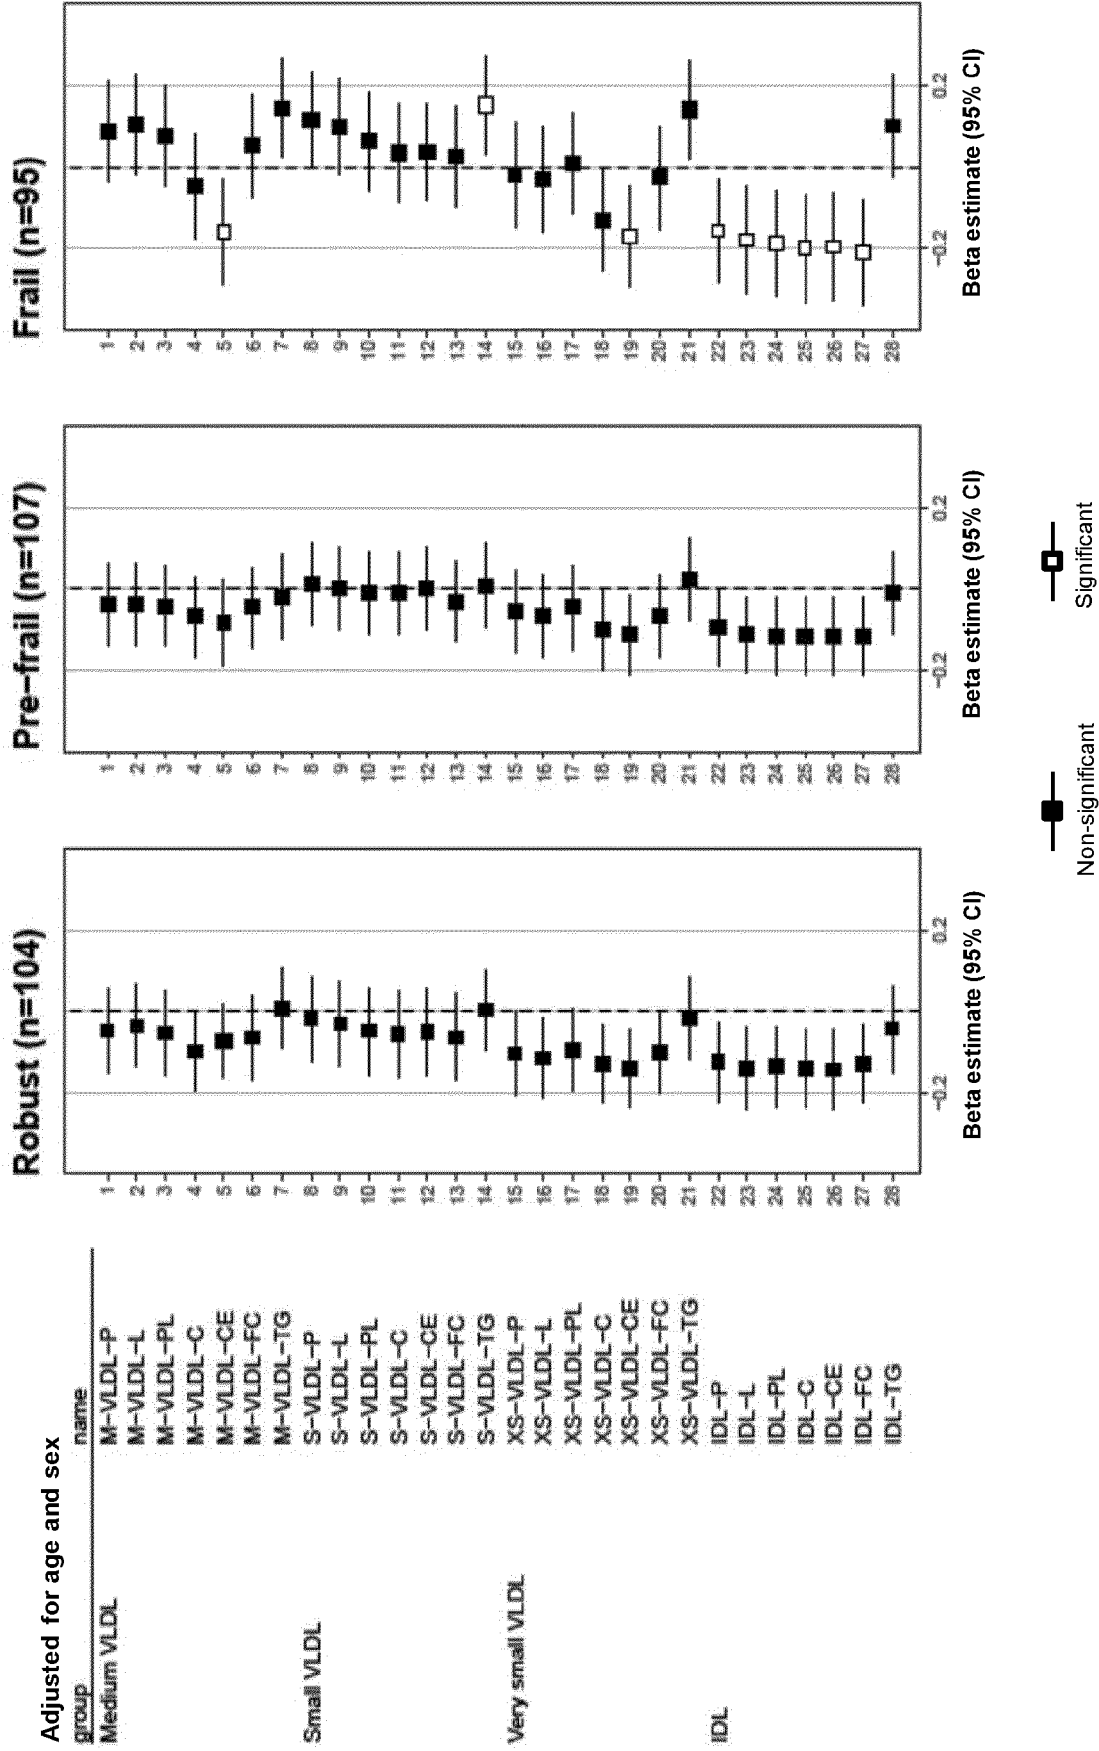 Adjusted for age and sex
group name
Robust (n=104)
Pre-frail (n=107)
Frail (n=95)
Medium VLDL M-VLDL-P
M-VLDL-L
M-VLDL-PL
M-VLDL-C
M-VLDL-CE
M-VLDL-FC
M-VLDL-TG
Small VLDL S-VLDL-P
S-VLDL-L
S-VLDL-PL
S-VLDL-C
S-VLDL-CE
S-VLDL-FC
S-VLDL-TG
Very small VLDL XS-VLDL-P
XS-VLDL-L
XS-VLDL-PL
XS-VLDL-C
XS-VLDL-CE
XS-VLDL-FC
XS-VLDL-TG
IDL IDL-P
IDL-L
IDL-PL
IDL-C
IDL-CE
IDL-FC
IDL-TG
1
2
3
4
5
6
7
8
9
10
11
12
13
14
15
16
17
18
19
20
21
22
23
24
25
26
27
28
-0.2 0.2
Beta estimate (95% CI)
1
2
3
4
5
6
7
8
9
10
11
12
13
14
15
16
17
18
19
20
21
22
23
24
25
26
27
28
-0.2 0.2
Beta estimate (95% CI)
1
2
3
4
5
6
7
8
9
10
11
12
13
14
15
16
17
18
19
20
21
22
23
24
25
26
27
28
-0.2 0.2
Beta estimate (95% CI)
Non-significant
Significant